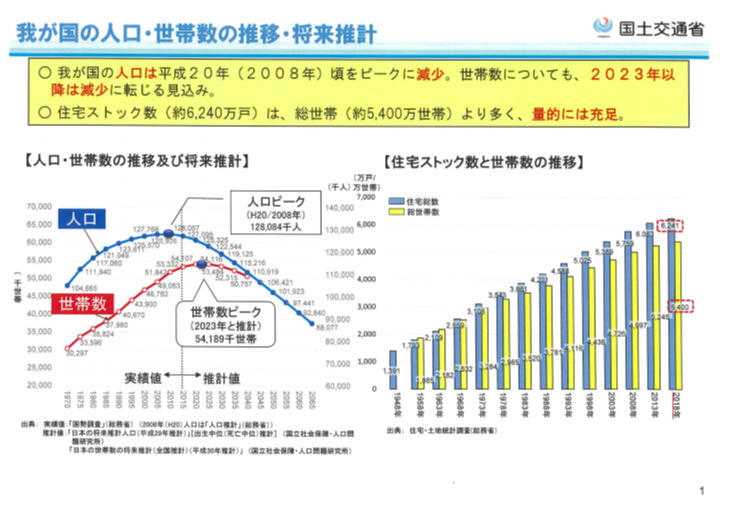 我が国の人口・世帯数の推移・将来推計
国土交通省
○ 我が国の人口は平成２０年（２００８年）頃をピークに減少。世帯数についても、２０２３年以
降は減少に転じる見込み。
○ 住宅ストック数（約6,240万戸）は、総世帯（約5,400万世帯）より多く、量的には充足。
【人口・世帯数の推移及び将来推計】
（千世帯）
70,000
65,000
60,000
55,000
50,000
45,000
40,000
35,000
30,000
25,000
20,000
（千人）
140,000
130,000
120,000
110,000
100,000
90,000
80,000
70,000
60,000
人口
世帯数
人口ピーク
（H20/2008年）
128,084千人
世帯数ピーク
（2023年と推計）
54,189千世帯
104,665
111,940
117,060
121,049
123,611
125,570
126,926
127,768
128,057
127,095
125,325
122,544
119,125
115,216
110,919
106,421
101,923
97,441
92,840
88,077
30,297
33,596
35,824
37,980
40,670
43,900
46,782
49,063
51,842
53,332
54,107
54,116
53,484
52,315
50,757
実績値
推計値
1970
1975
1980
1985
1990
1995
2000
2005
2010
2015
2020
2025
2030
2035
2040
2045
2050
2055
2060
2065
出典： 実績値：「国勢調査」（総務省） （2008年（H20）人口は「人口推計」（総務省））
推計値：「日本の将来推計人口（平成29年推計）」［出生中位（死亡中位）推計］ （国立社会保障・人口問
題研究所）
「日本の世帯数の将来推計（全国推計）（平成30年推計）」 （国立社会保障・人口問題研究所）
【住宅ストック数と世帯数の推移】
（万戸/
万世帯）
7,000
6,000
5,000
4,000
3,000
2,000
1,000
0
住宅総数
総世帯数
1,391
1,793
2,109
2,559
3,106
3,545
3,861
4,201
4,588
5,025
5,389
5,759
6,063
6,241
1,865
2,182
2,532
2,965
3,520
3,781
4,116
4,436
4,726
4,997
5,245
5,400
1948年
1958年
1963年
1968年
1973年
1978年
1983年
1988年
1993年
1998年
2003年
2008年
2013年
2018年
出典： 住宅・土地統計調査（総務省）
1